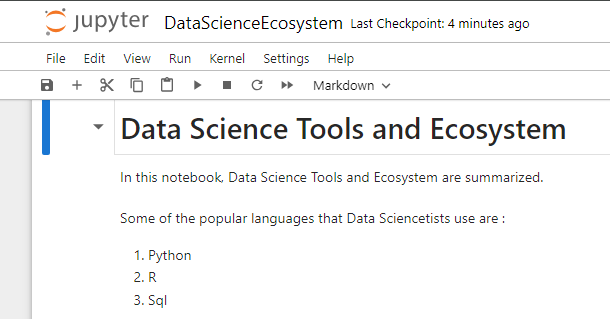 jupyter DataScienceEcosystem Last Checkpoint: 4 minutes ago
File Edit View Run Kernel Settings Help
Markdown
Data Science Tools and Ecosystem
In this notebook, Data Science Tools and Ecosystem are summarized.
Some of the popular languages that Data Sciencetists use are :
1. Python
2. R
3. Sql